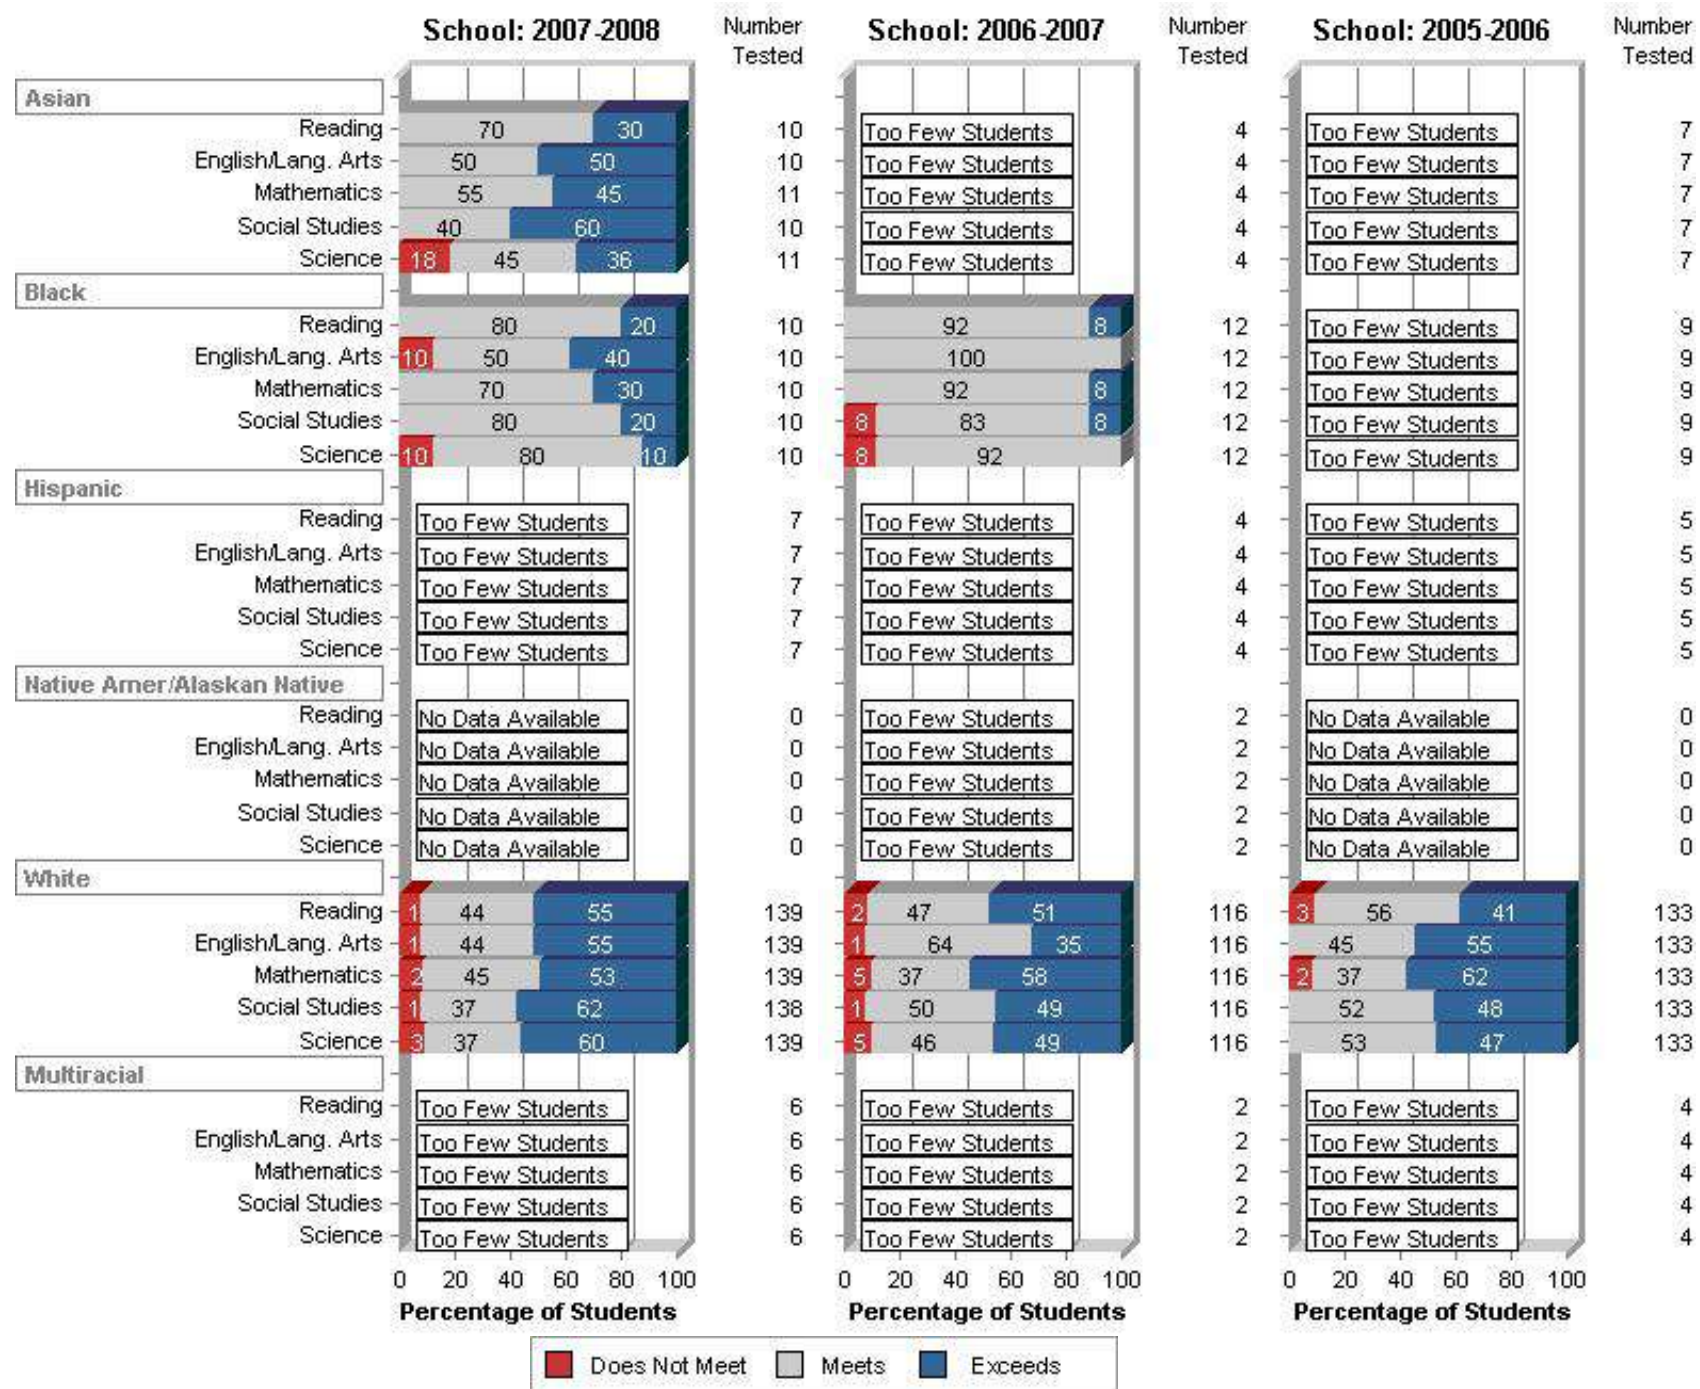 School: 2007-2008 Number Tested School: 2006-2007 Number Tested School: 2005-2006 Number Tested
Asian
Reading 70 30 10 Too Few Students 4 Too Few Students 7
English/Lang. Arts 50 50 10 Too Few Students 4 Too Few Students 7
Mathematics 55 45 11 Too Few Students 4 Too Few Students 7
Social Studies 40 60 10 Too Few Students 4 Too Few Students 7
Science 18 45 36 11 Too Few Students 4 Too Few Students 7
Black
Reading 80 20 10 92 8 12 Too Few Students 9
English/Lang. Arts 10 50 40 10 100 12 Too Few Students 9
Mathematics 70 30 10 92 8 12 Too Few Students 9
Social Studies 80 20 10 8 83 8 12 Too Few Students 9
Science 10 80 10 10 8 92 12 Too Few Students 9
Hispanic
Reading Too Few Students 7 Too Few Students 4 Too Few Students 5
English/Lang. Arts Too Few Students 7 Too Few Students 4 Too Few Students 5
Mathematics Too Few Students 7 Too Few Students 4 Too Few Students 5
Social Studies Too Few Students 7 Too Few Students 4 Too Few Students 5
Science Too Few Students 7 Too Few Students 4 Too Few Students 5
Native Amer/Alaskan Native
Reading No Data Available 0 Too Few Students 2 No Data Available 0
English/Lang. Arts No Data Available 0 Too Few Students 2 No Data Available 0
Mathematics No Data Available 0 Too Few Students 2 No Data Available 0
Social Studies No Data Available 0 Too Few Students 2 No Data Available 0
Science No Data Available 0 Too Few Students 2 No Data Available 0
White
Reading 1 44 55 139 2 47 51 116 3 56 41 133
English/Lang. Arts 1 44 55 139 1 64 35 116 45 55 133
Mathematics 2 45 53 139 5 37 58 116 2 37 62 133
Social Studies 1 37 62 138 1 50 49 116 52 48 133
Science 3 37 60 139 5 46 49 116 53 47 133
Multiracial
Reading Too Few Students 6 Too Few Students 2 Too Few Students 4
English/Lang. Arts Too Few Students 6 Too Few Students 2 Too Few Students 4
Mathematics Too Few Students 6 Too Few Students 2 Too Few Students 4
Social Studies Too Few Students 6 Too Few Students 2 Too Few Students 4
Science Too Few Students 6 Too Few Students 2 Too Few Students 4
0 20 40 60 80 100 0 20 40 60 80 100 0 20 40 60 80 100
Percentage of Students Percentage of Students Percentage of Students
Does Not Meet Meets Exceeds